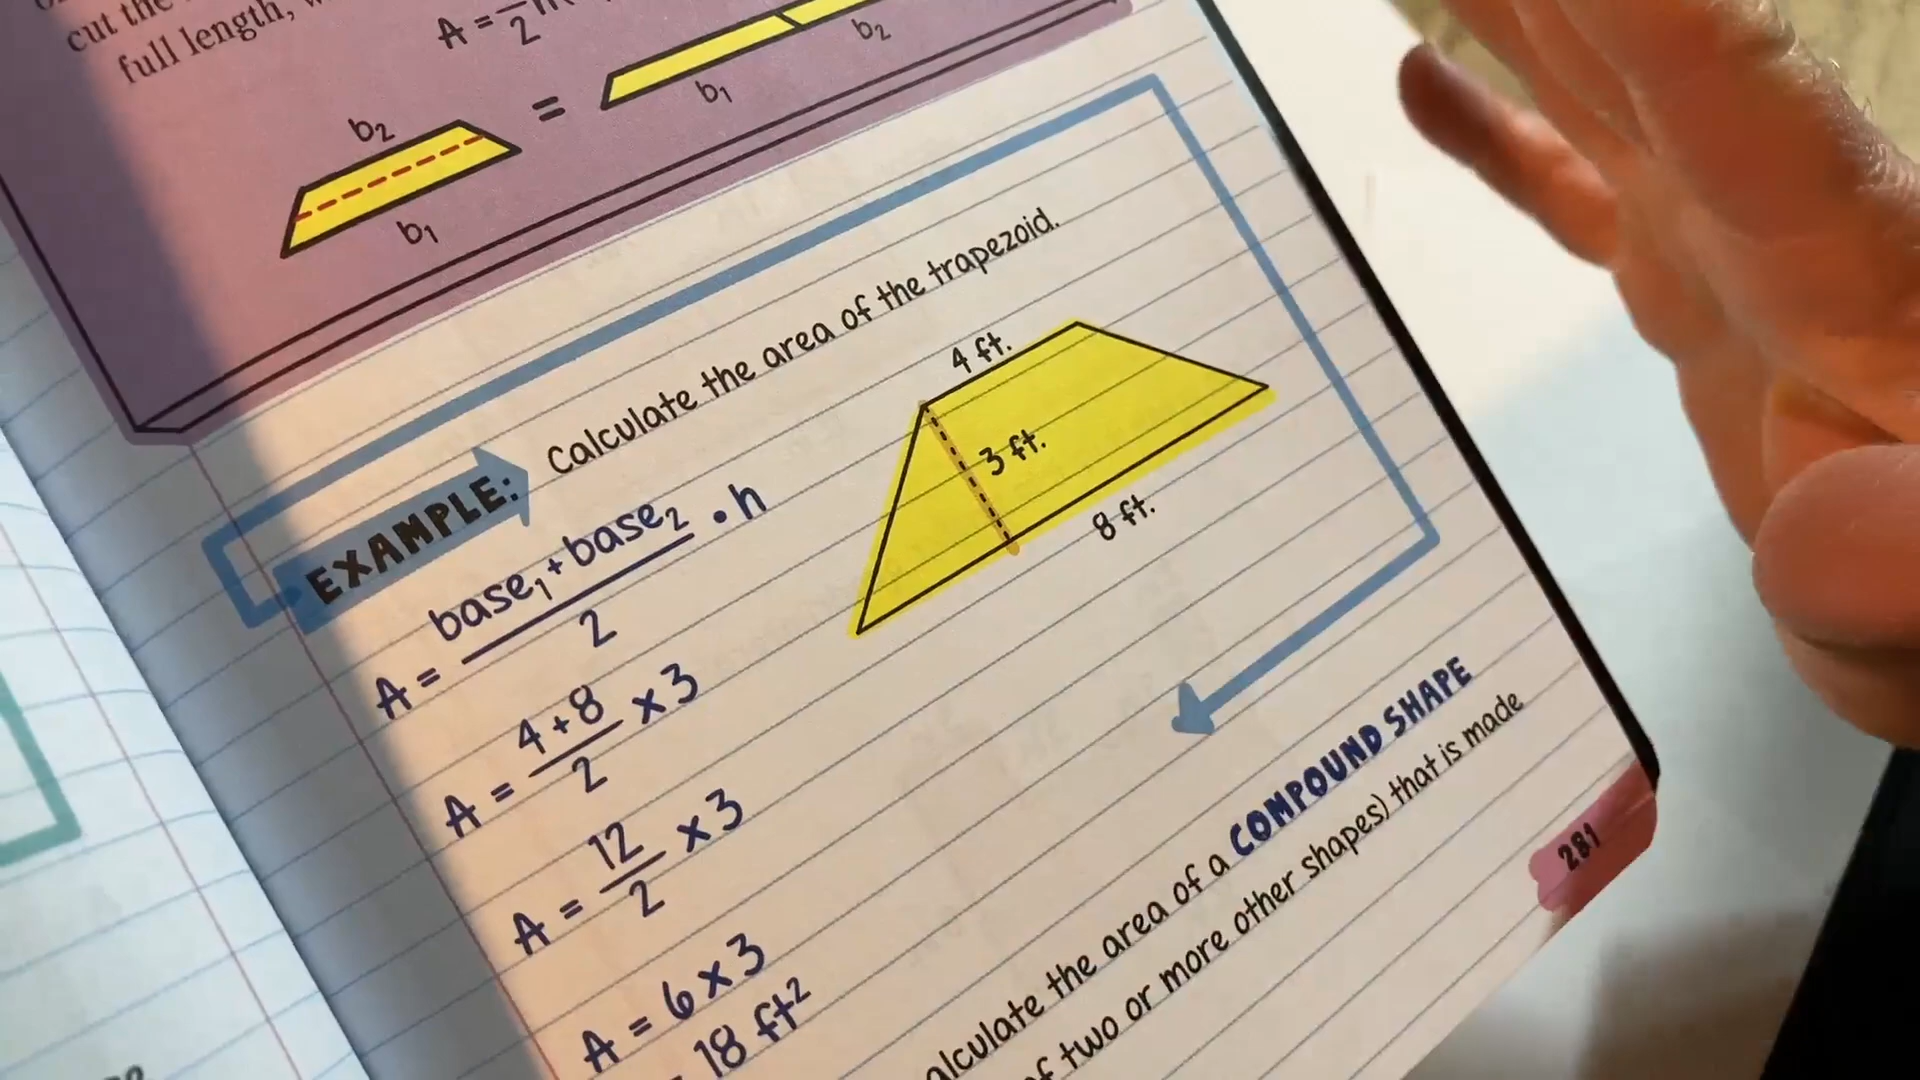 cut the
full length,
A = 1/2 h
b₂
b₁
=
b₁
b₂
EXAMPLE: Calculate the area of the trapezoid.
4 ft.
3 ft.
8 ft.
A = (base₁ + base₂)/2 • h
A = (4+8)/2 x 3
A = 12/2 x 3
A = 6 x 3
18 ft²
alculate the area of a COMPOUND SHAPE
of two or more other shapes) that is made
281